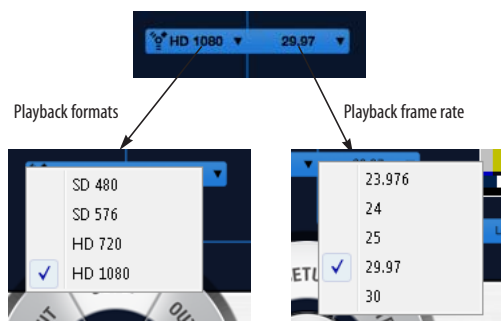 HD 1080 29.97
Playback formats
Playback frame rate
SD 480
SD 576
HD 720
HD 1080
OUT
23.976
24
25
29.97
30